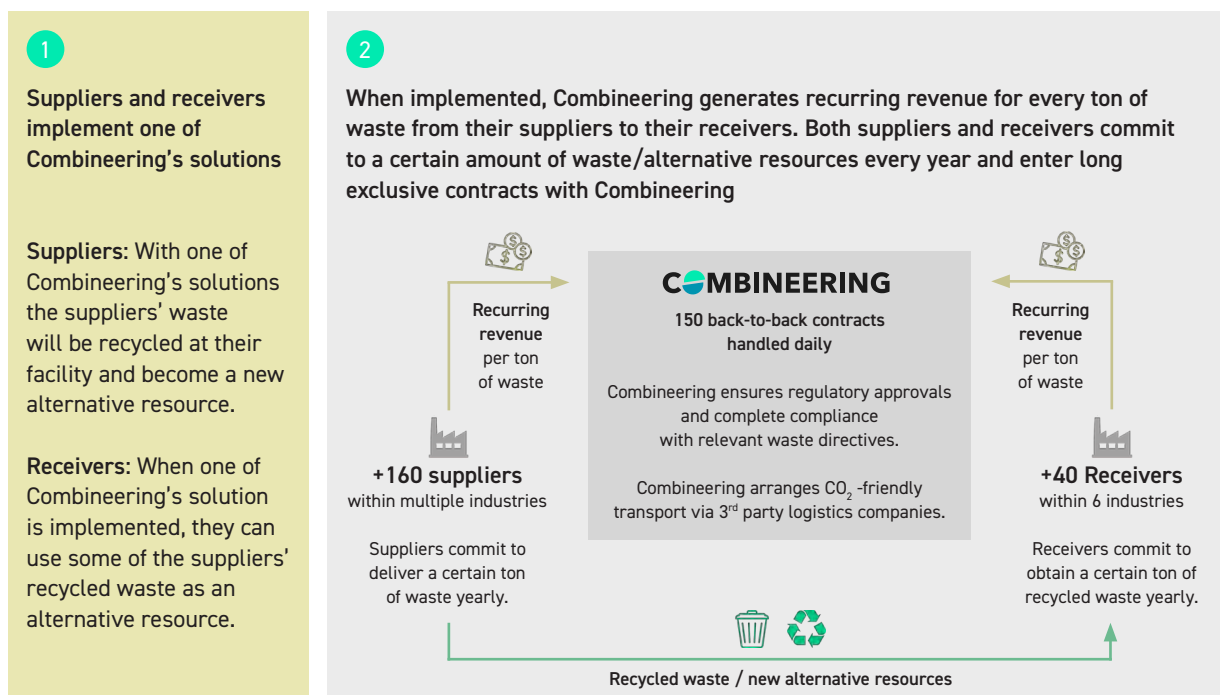 1
Suppliers and receivers
implement one of
Combineering's solutions
Suppliers: With one of
Combineering's solutions
the suppliers' waste
will be recycled at their
facility and become a new
alternative resource.
Receivers: When one of
Combineering's solution
is implemented, they can
use some of the suppliers'
recycled waste as an
alternative resource.
2
When implemented, Combineering generates recurring revenue for every ton of
waste from their suppliers to their receivers. Both suppliers and receivers commit
to a certain amount of waste/alternative resources every year and enter long
exclusive contracts with Combineering
$ $ $
Recurring
revenue
per ton
of waste
+160 suppliers
within multiple industries
Suppliers commit to
deliver a certain ton
of waste yearly.
COMBINEERING
150 back-to-back contracts
handled daily
Combineering ensures regulatory approvals
and complete compliance
with relevant waste directives.
Combineering arranges CO₂ -friendly
transport via 3rd party logistics companies.
$ $ $
Recurring
revenue
per ton
of waste
+40 Receivers
within 6 industries
Receivers commit to
obtain a certain ton of
recycled waste yearly.
Recycled waste / new alternative resources